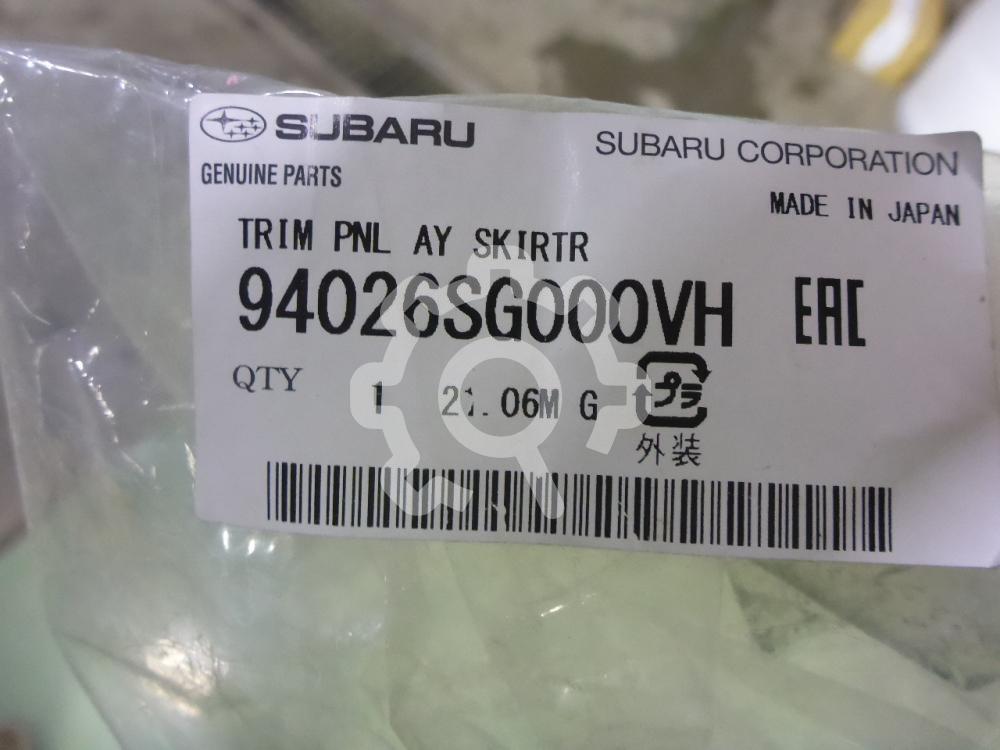 SUBARU
SUBARU CORPORATION
GENUINE PARTS
MADE IN JAPAN
TRIM PNL AY SKIRTR
94026SG000VH EAC
QTY 1 21.06M G プラ
外装